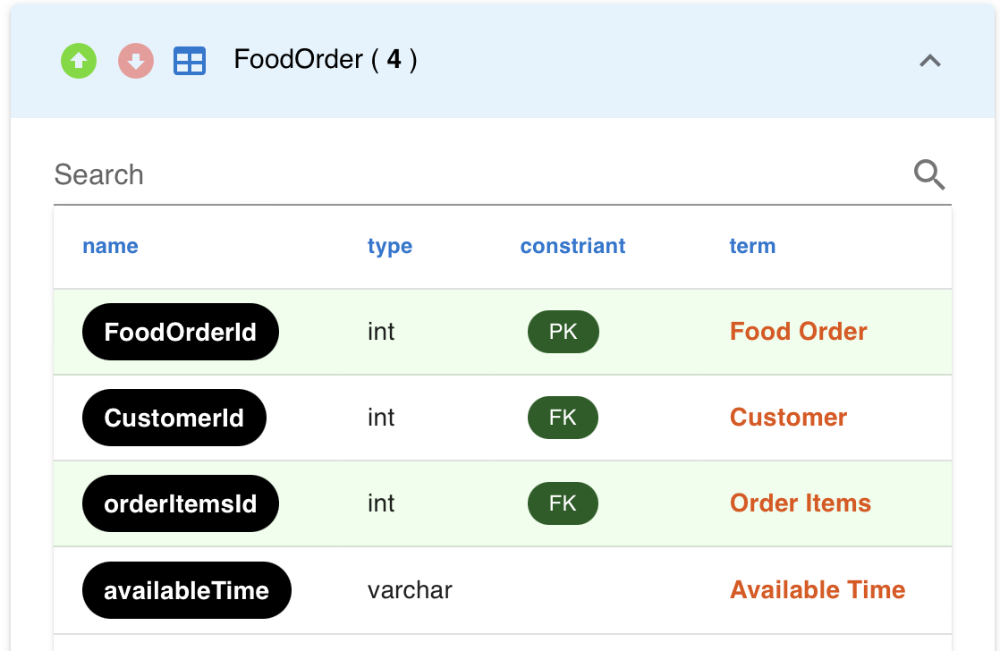 FoodOrder ( 4 )
Search
name type constriant term
FoodOrderId int PK Food Order
CustomerId int FK Customer
orderItemsId int FK Order Items
availableTime varchar Available Time